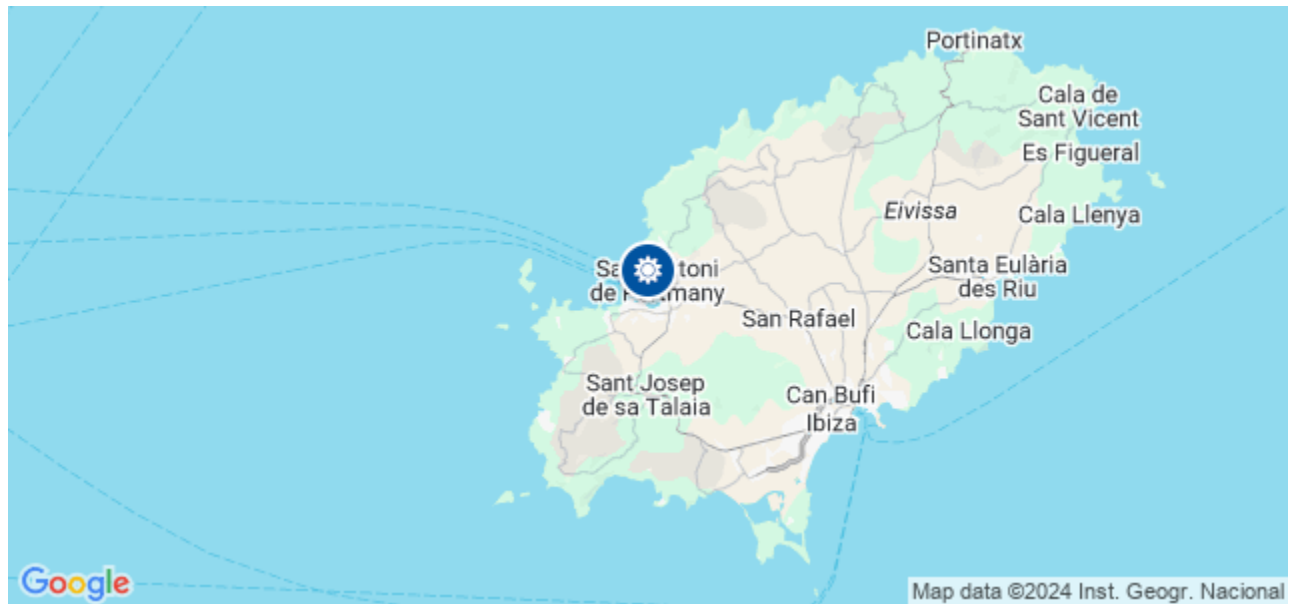 Portinatx
Cala de
Sant Vicent
Es Figueral
Eivissa
Cala Llenya
Santa Eulària
des Riu
San Rafael
Cala Llonga
Sant Josep
de sa Talaia
Can Bufi
Ibiza
Google
Map data ©2024 Inst. Geogr. Nacional